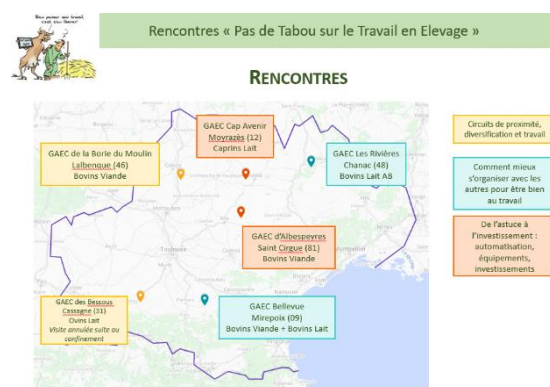 Rencontres « Pas de Tabou sur le Travail en Elevage »
RENCONTRES
GAEC de la Borie du Moulin
Lalbenque (46)
Bovins Viande
GAEC Cap Avenir
Moyrazès (12)
Caprins Lait
GAEC Les Rivières
Chanac (48)
Bovins Lait AB
GAEC d'Albespeyres
Saint Cirgue (81)
Bovins Viande
GAEC des Bessous
Cassagne (31)
Ovins Lait
Visite annulée suite au
confinement
GAEC Bellevue
Mirepoix (09)
Bovins Viande + Bovins Lait
Circuits de proximité,
diversification et travail
Comment mieux
s'organiser avec les
autres pour être bien
au travail
De l'astuce à
l'investissement :
automatisation,
équipements,
investissements
Toulouse